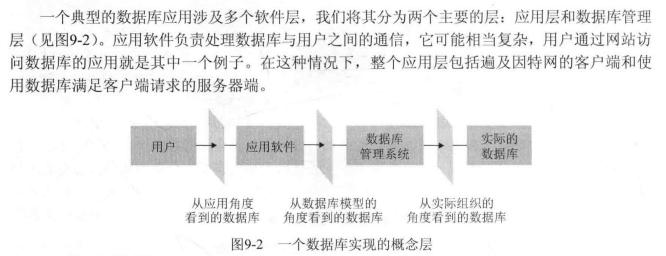 一个典型的数据库应用涉及多个软件层，我们将其分为两个主要的层：应用层和数据库管理
层（见图9-2）。应用软件负责处理数据库与用户之间的通信，它可能相当复杂，用户通过网站访
问数据库的应用就是其中一个例子。在这种情况下，整个应用层包括遍及因特网的客户端和使
用数据库满足客户端请求的服务器端。
用户
应用软件
数据库
管理系统
实际的
数据库
从应用角度
看到的数据库
从数据库模型的
角度看到的数据库
从实际组织的
角度看到的数据库
图9-2 一个数据库实现的概念层